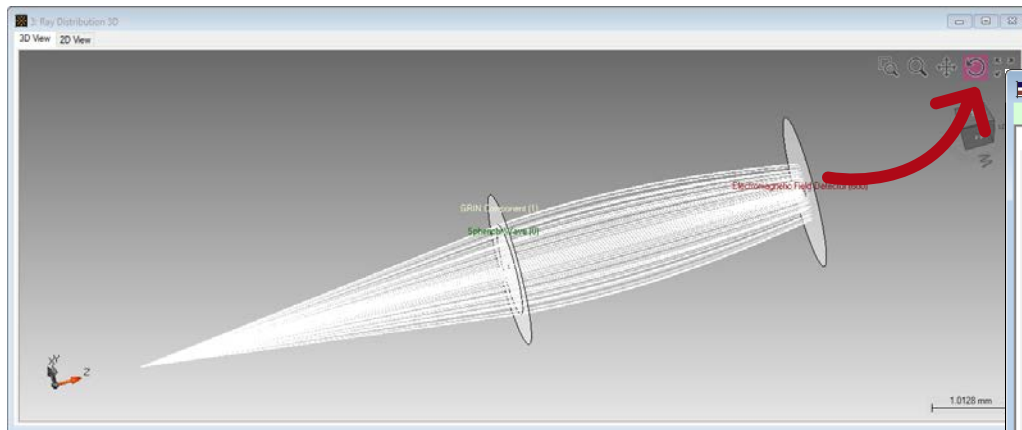 3: Ray Distribution 3D
3D View 2D View
GRIN Component (1)
Spherical Wave (0)
Electromagnetic Field Detector (600)
Z
1.0128 mm